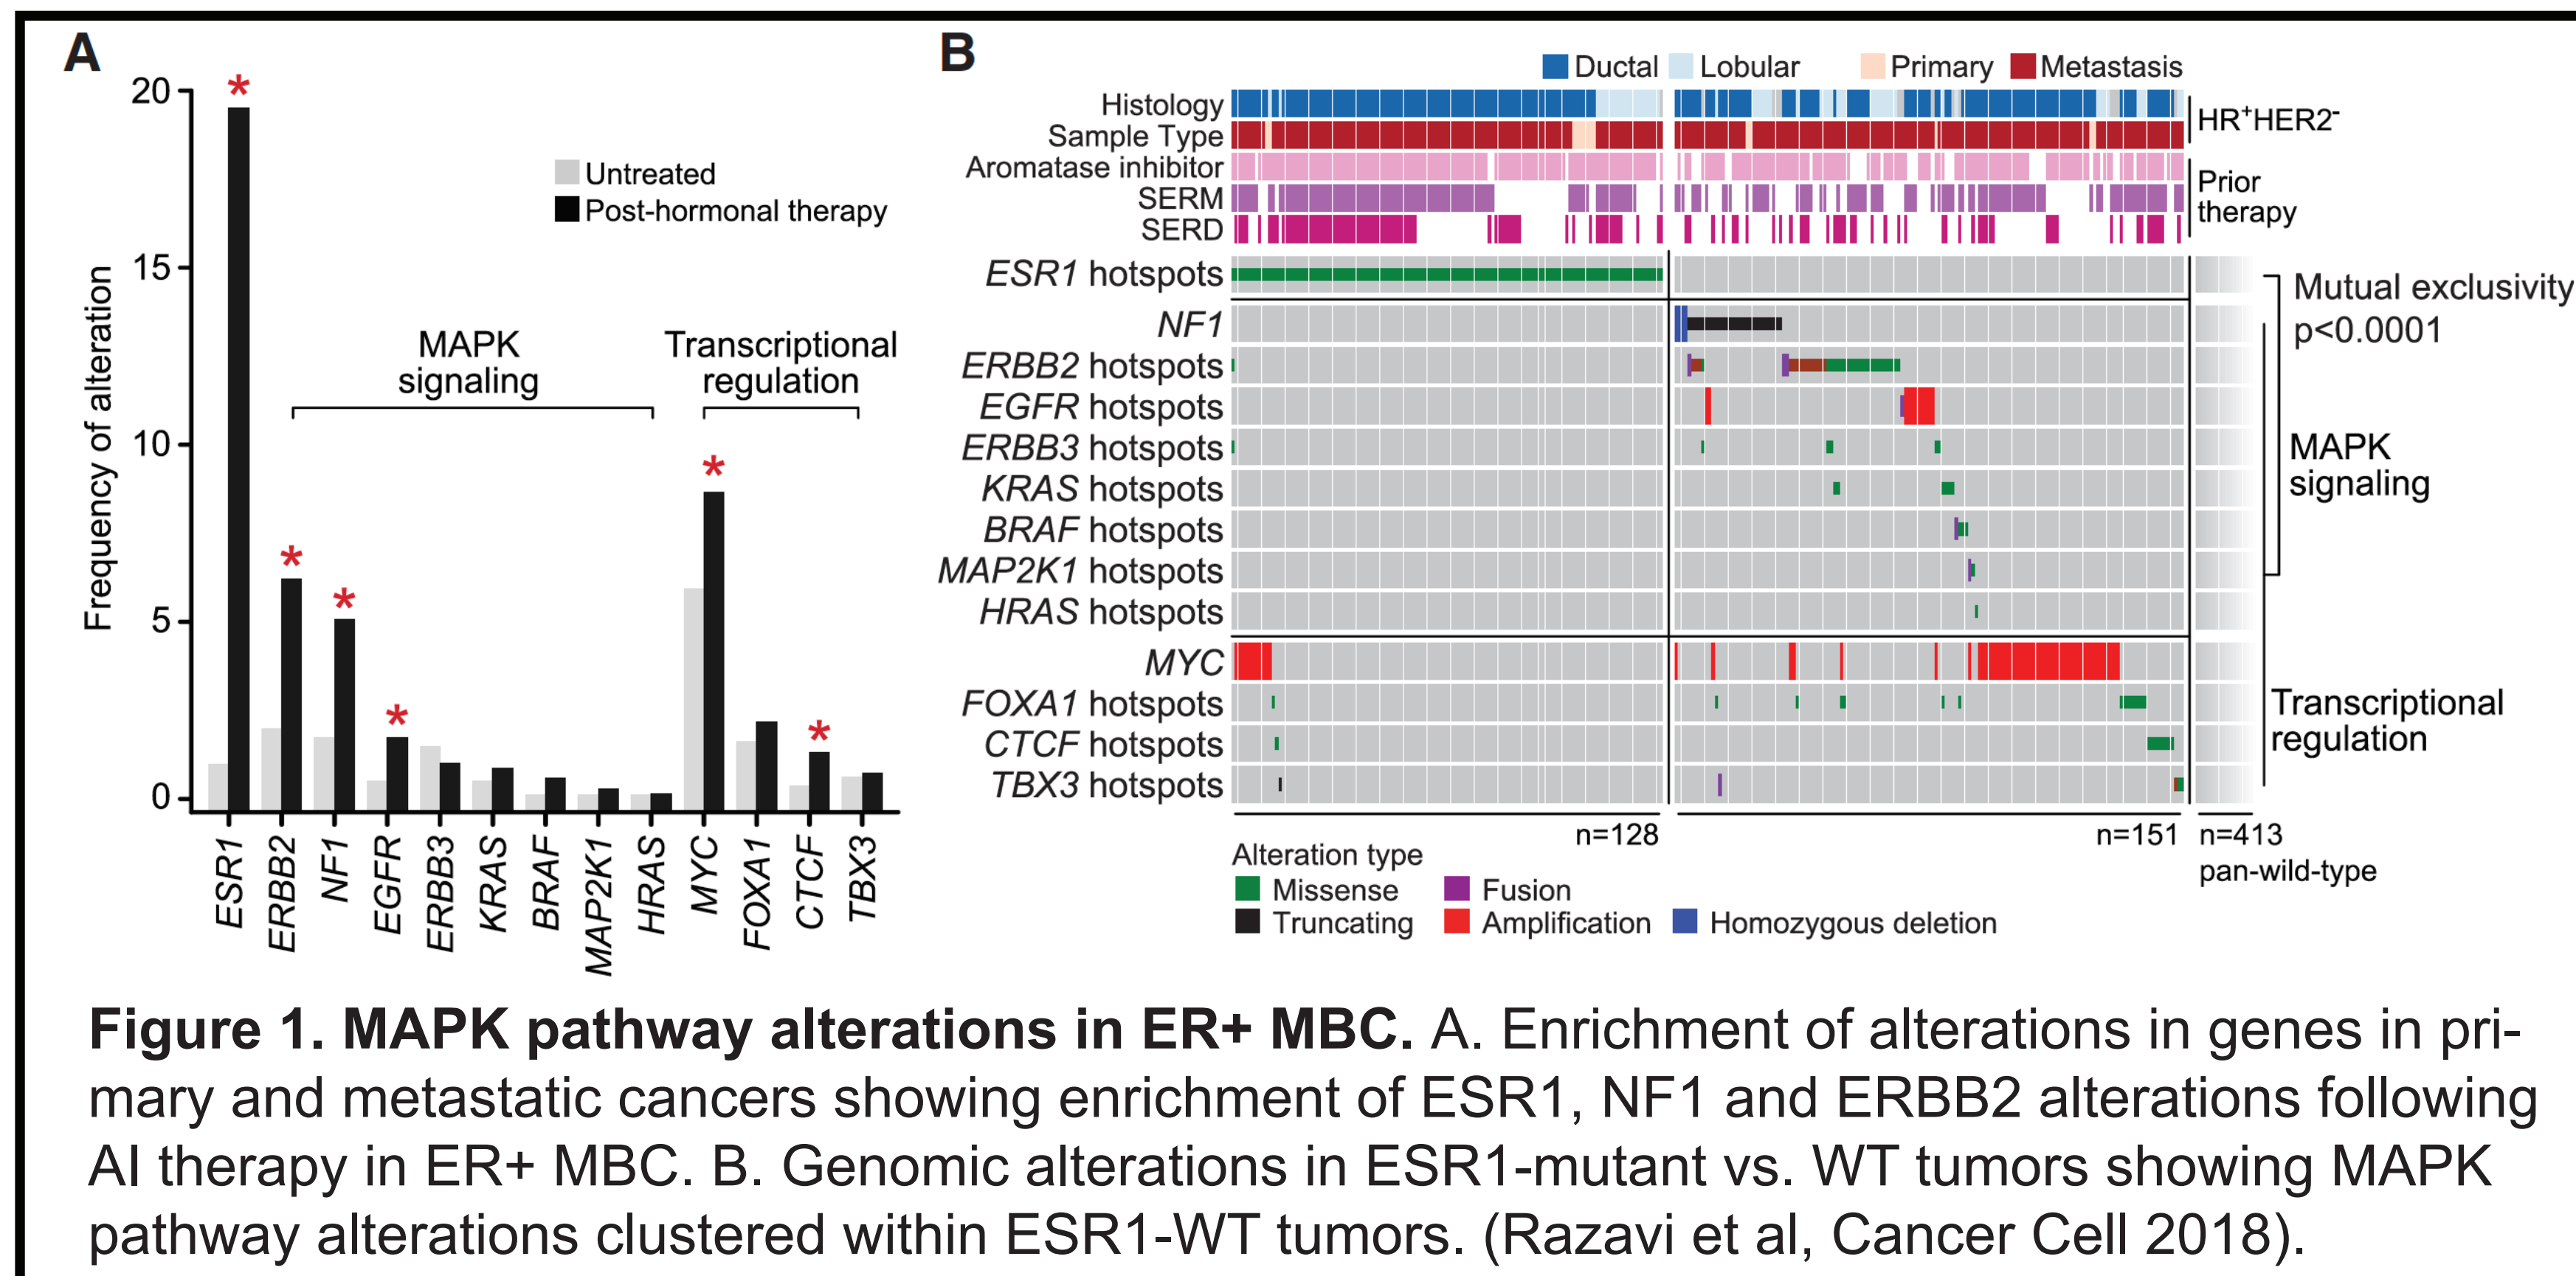 A
20
15
10
5
0
Frequency of alteration
Untreated
Post-hormonal therapy
MAPK
signaling
Transcriptional
regulation
*
*
*
*
*
*
ESR1
ERBB2
NF1
EGFR
ERBB3
KRAS
BRAF
MAP2K1
HRAS
MYC
FOXA1
CTCF
TBX3
B
Ductal Lobular Primary Metastasis
Histology
Sample Type
HR+HER2-
Aromatase inhibitor
SERM
SERD
Prior
therapy
ESR1 hotspots
NF1
ERBB2 hotspots
EGFR hotspots
ERBB3 hotspots
KRAS hotspots
BRAF hotspots
MAP2K1 hotspots
HRAS hotspots
MYC
FOXA1 hotspots
CTCF hotspots
TBX3 hotspots
Mutual exclusivity
p<0.0001
MAPK
signaling
Transcriptional
regulation
n=128
n=151
n=413
pan-wild-type
Alteration type
Missense Fusion
Truncating Amplification Homozygous deletion
Figure 1. MAPK pathway alterations in ER+ MBC. A. Enrichment of alterations in genes in pri-
mary and metastatic cancers showing enrichment of ESR1, NF1 and ERBB2 alterations following
AI therapy in ER+ MBC. B. Genomic alterations in ESR1-mutant vs. WT tumors showing MAPK
pathway alterations clustered within ESR1-WT tumors. (Razavi et al, Cancer Cell 2018).